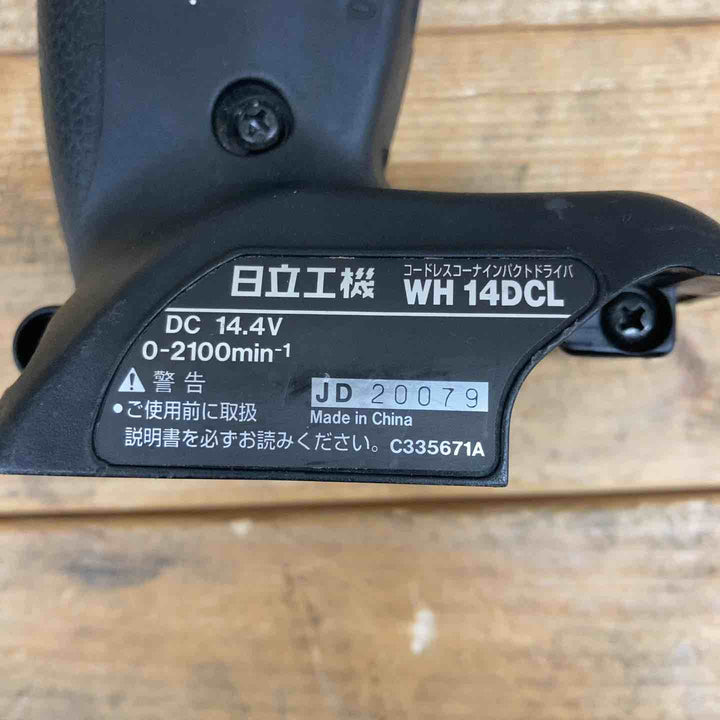 日立工機
コードレスコーナインパクトドライバ
WH 14DCL
DC 14.4V
0-2100min-1
警告
JD 20079
•ご使用前に取扱
Made in China
説明書を必ずお読みください。
C335671A